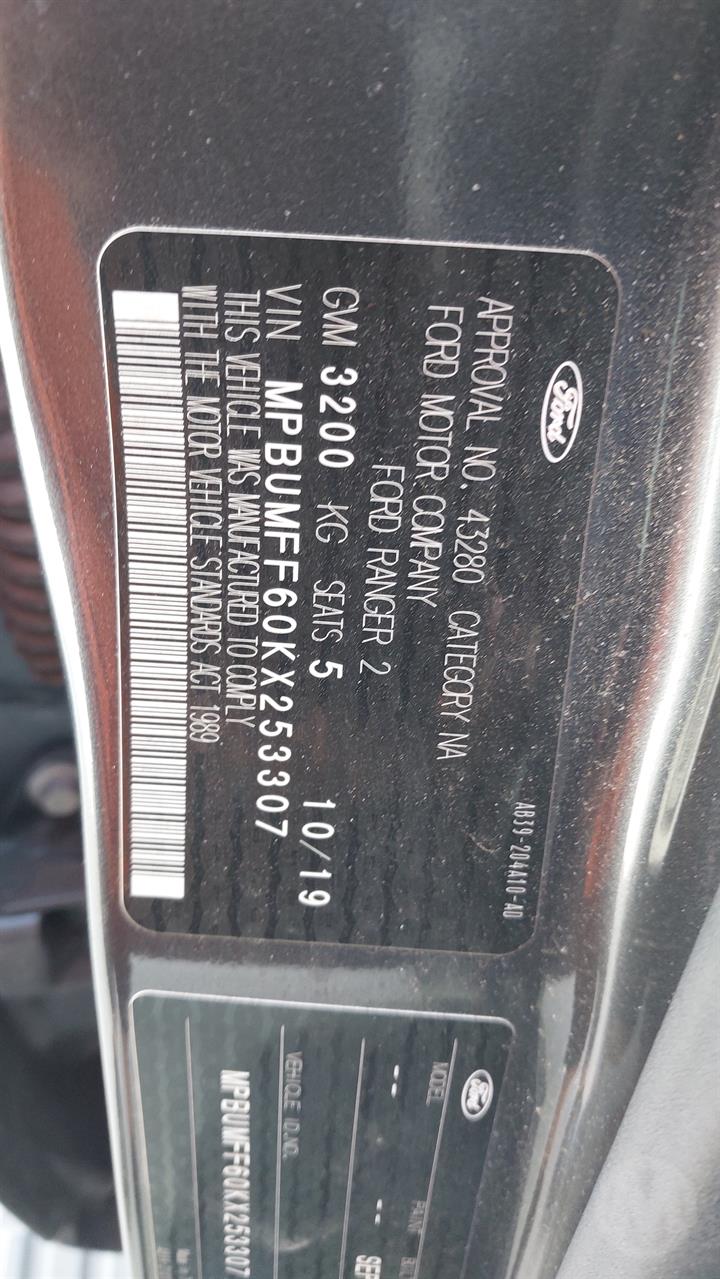 Ford
AB39-204A10-AD
APPROVAL NO. 43280 CATEGORY NA
FORD MOTOR COMPANY
FORD RANGER 2
GVM 3200 KG SEATS 5 10/19
VIN MPBUMFF60KX253307
THIS VEHICLE WAS MANUFACTURED TO COMPLY
WITH THE MOTOR VEHICLE STANDARDS ACT 1989
Ford
MODEL
-- --
VEHICLE ID.NO.
MPBUMFF60KX253307